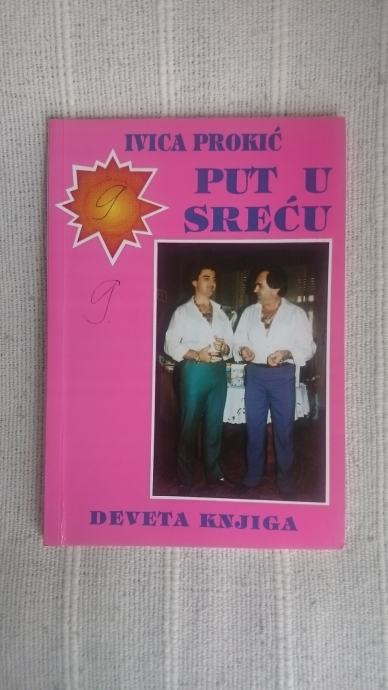 IVICA PROKIĆ
PUT U
SREĆU
9
9.
DEVETA KNJIGA